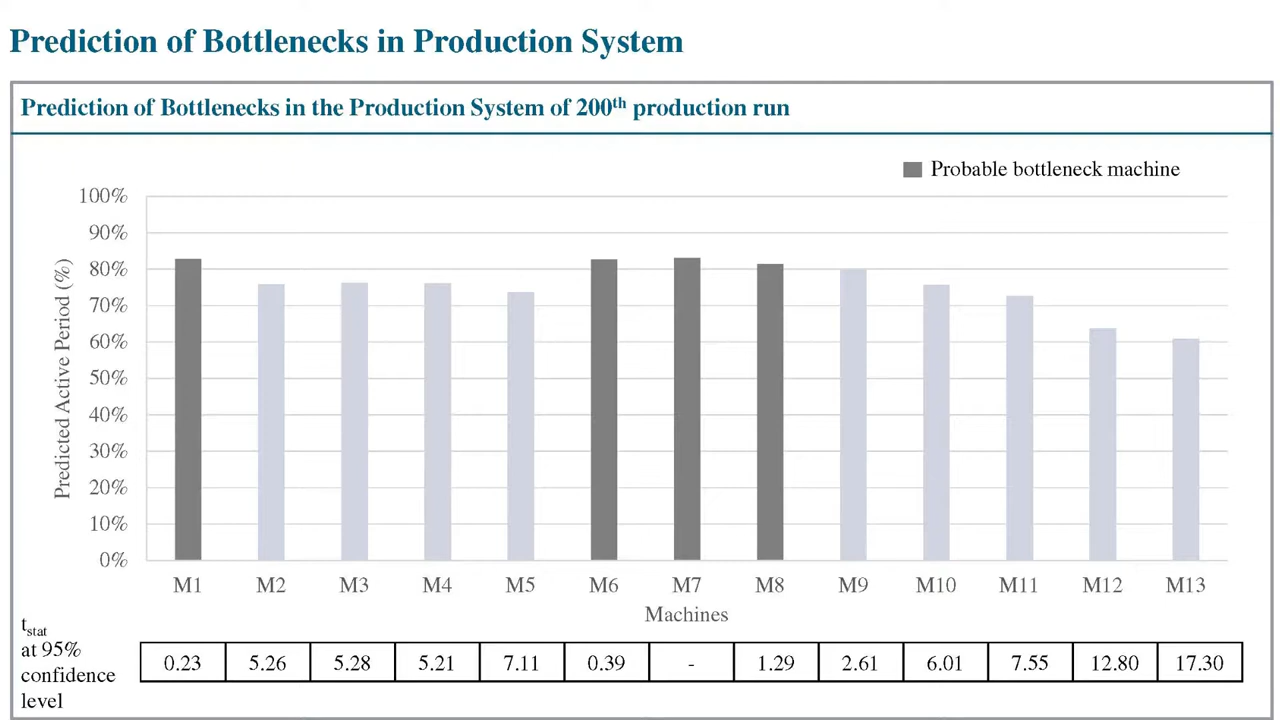 Prediction of Bottlenecks in Production System
Prediction of Bottlenecks in the Production System of 200th production run
Probable bottleneck machine
100%
90%
80%
70%
60%
50%
40%
30%
20%
10%
0%
Predicted Active Period (%)
M1 M2 M3 M4 M5 M6 M7 M8 M9 M10 M11 M12 M13
Machines
tstat
at 95%
confidence
level
0.23 5.26 5.28 5.21 7.11 0.39 - 1.29 2.61 6.01 7.55 12.80 17.30